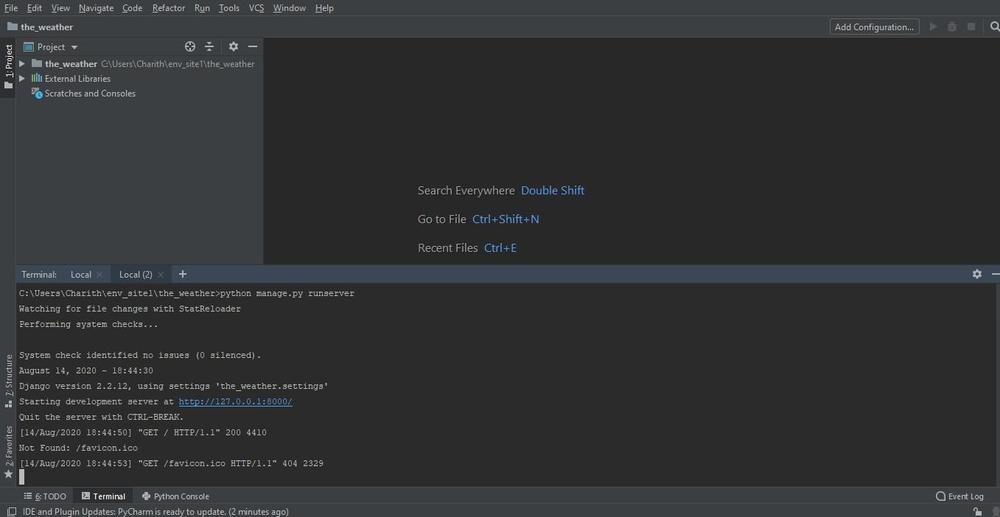 File Edit View Navigate Code Refactor Run Tools VCS Window Help
the_weather
Add Configuration...
1: Project
Project
the_weather C:\Users\Charith\env_site1\the_weather
External Libraries
Scratches and Consoles
Search Everywhere Double Shift
Go to File Ctrl+Shift+N
Recent Files Ctrl+E
Terminal: Local Local (2)
C:\Users\Charith\env_site1\the_weather>python manage.py runserver
Watching for file changes with StatReloader
Performing system checks...
System check identified no issues (0 silenced).
August 14, 2020 - 18:44:30
Django version 2.2.12, using settings 'the_weather.settings'
Starting development server at http://127.0.0.1:8000/
Quit the server with CTRL-BREAK.
[14/Aug/2020 18:44:50] "GET / HTTP/1.1" 200 4410
Not Found: /favicon.ico
[14/Aug/2020 18:44:53] "GET /favicon.ico HTTP/1.1" 404 2329
7: Structure
2: Favorites
6: TODO Terminal Python Console
Event Log
IDE and Plugin Updates: PyCharm is ready to update. (2 minutes ago)